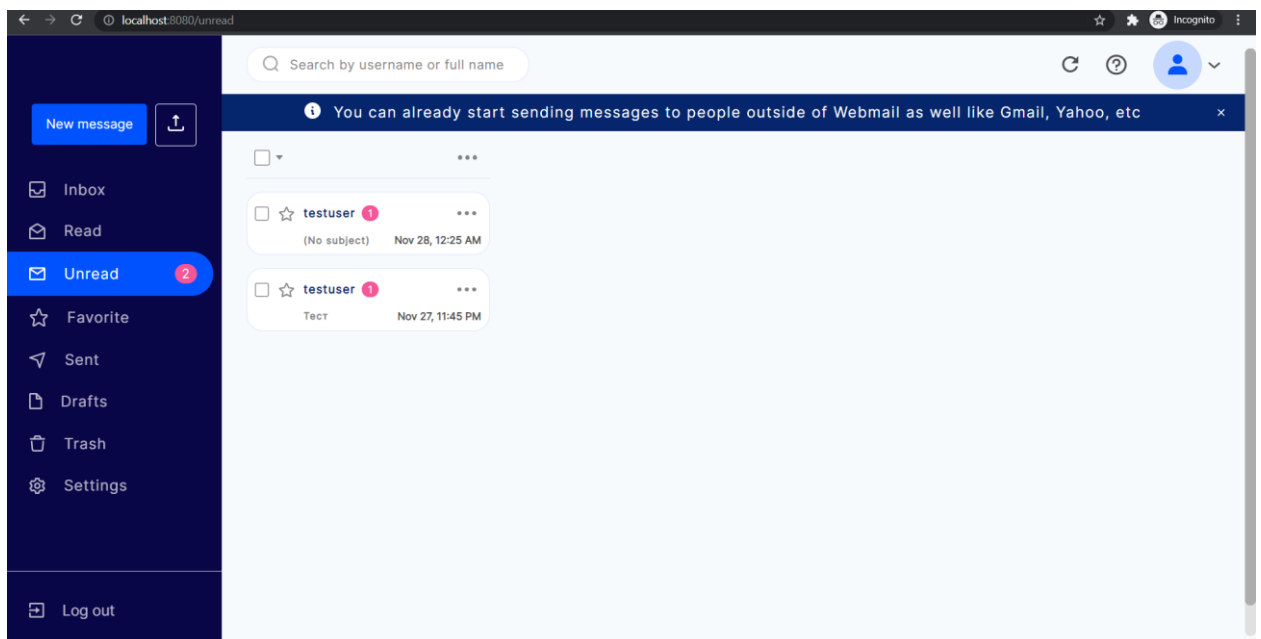 localhost:8080/unread
Incognito
Search by username or full name
New message
You can already start sending messages to people outside of Webmail as well like Gmail, Yahoo, etc
Inbox
Read
Unread 2
Favorite
Sent
Drafts
Trash
Settings
Log out
testuser 1
(No subject) Nov 28, 12:25 AM
testuser 1
Тест Nov 27, 11:45 PM